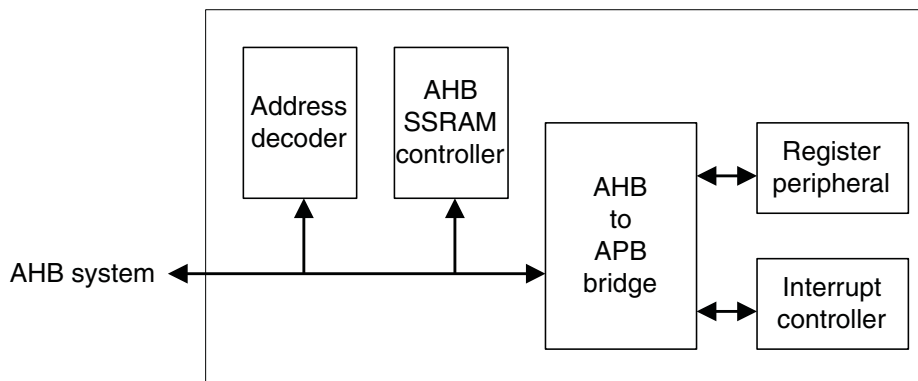 Address
decoder
AHB
SSRAM
controller
AHB
to
APB
bridge
Register
peripheral
AHB system
Interrupt
controller